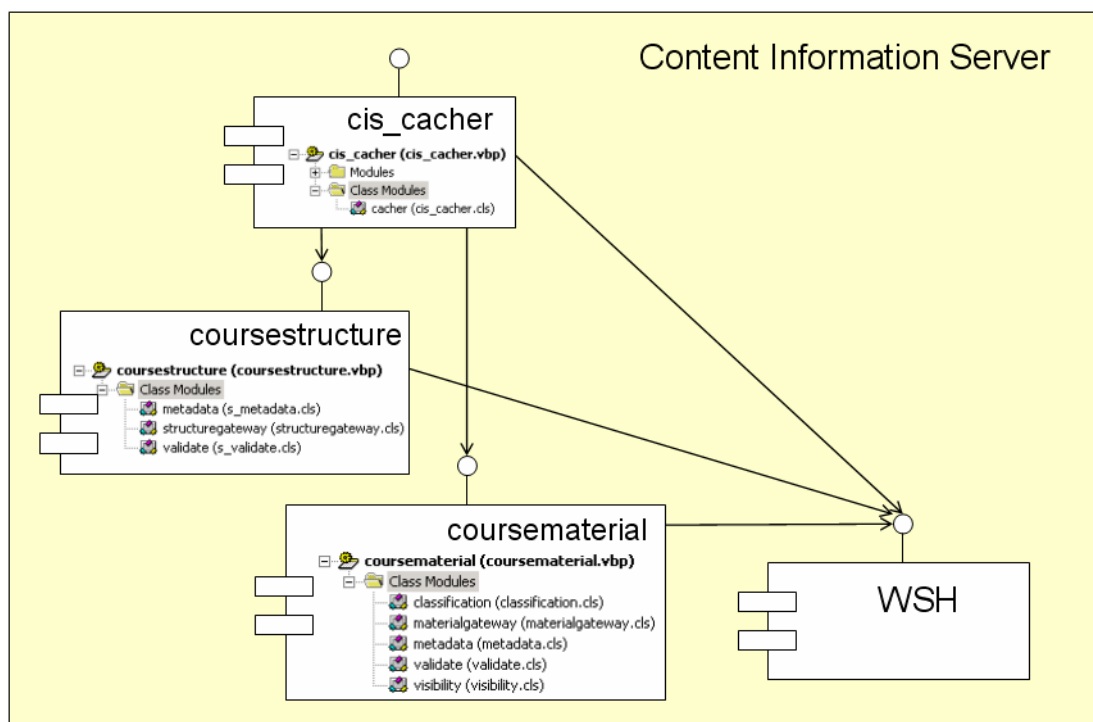 Content Information Server
cis_cacher
cis_cacher (cis_cacher.vbp)
Modules
Class Modules
cacher (cis_cacher.cls)
coursestructure
coursestructure (coursestructure.vbp)
Class Modules
metadata (s_metadata.cls)
structuregateway (structuregateway.cls)
validate (s_validate.cls)
coursematerial
coursematerial (coursematerial.vbp)
Class Modules
classification (classification.cls)
materialgateway (materialgateway.cls)
metadata (metadata.cls)
validate (validate.cls)
visibility (visibility.cls)
WSH